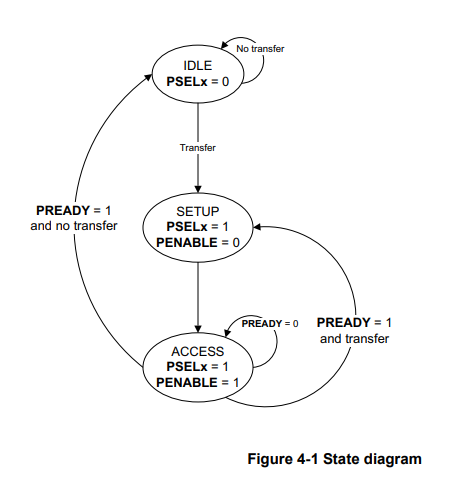 No transfer
IDLE
PSELx = 0
Transfer
PREADY = 1
and no transfer
SETUP
PSELx = 1
PENABLE = 0
PREADY = 0
PREADY = 1
and transfer
ACCESS
PSELx = 1
PENABLE = 1
Figure 4-1 State diagram